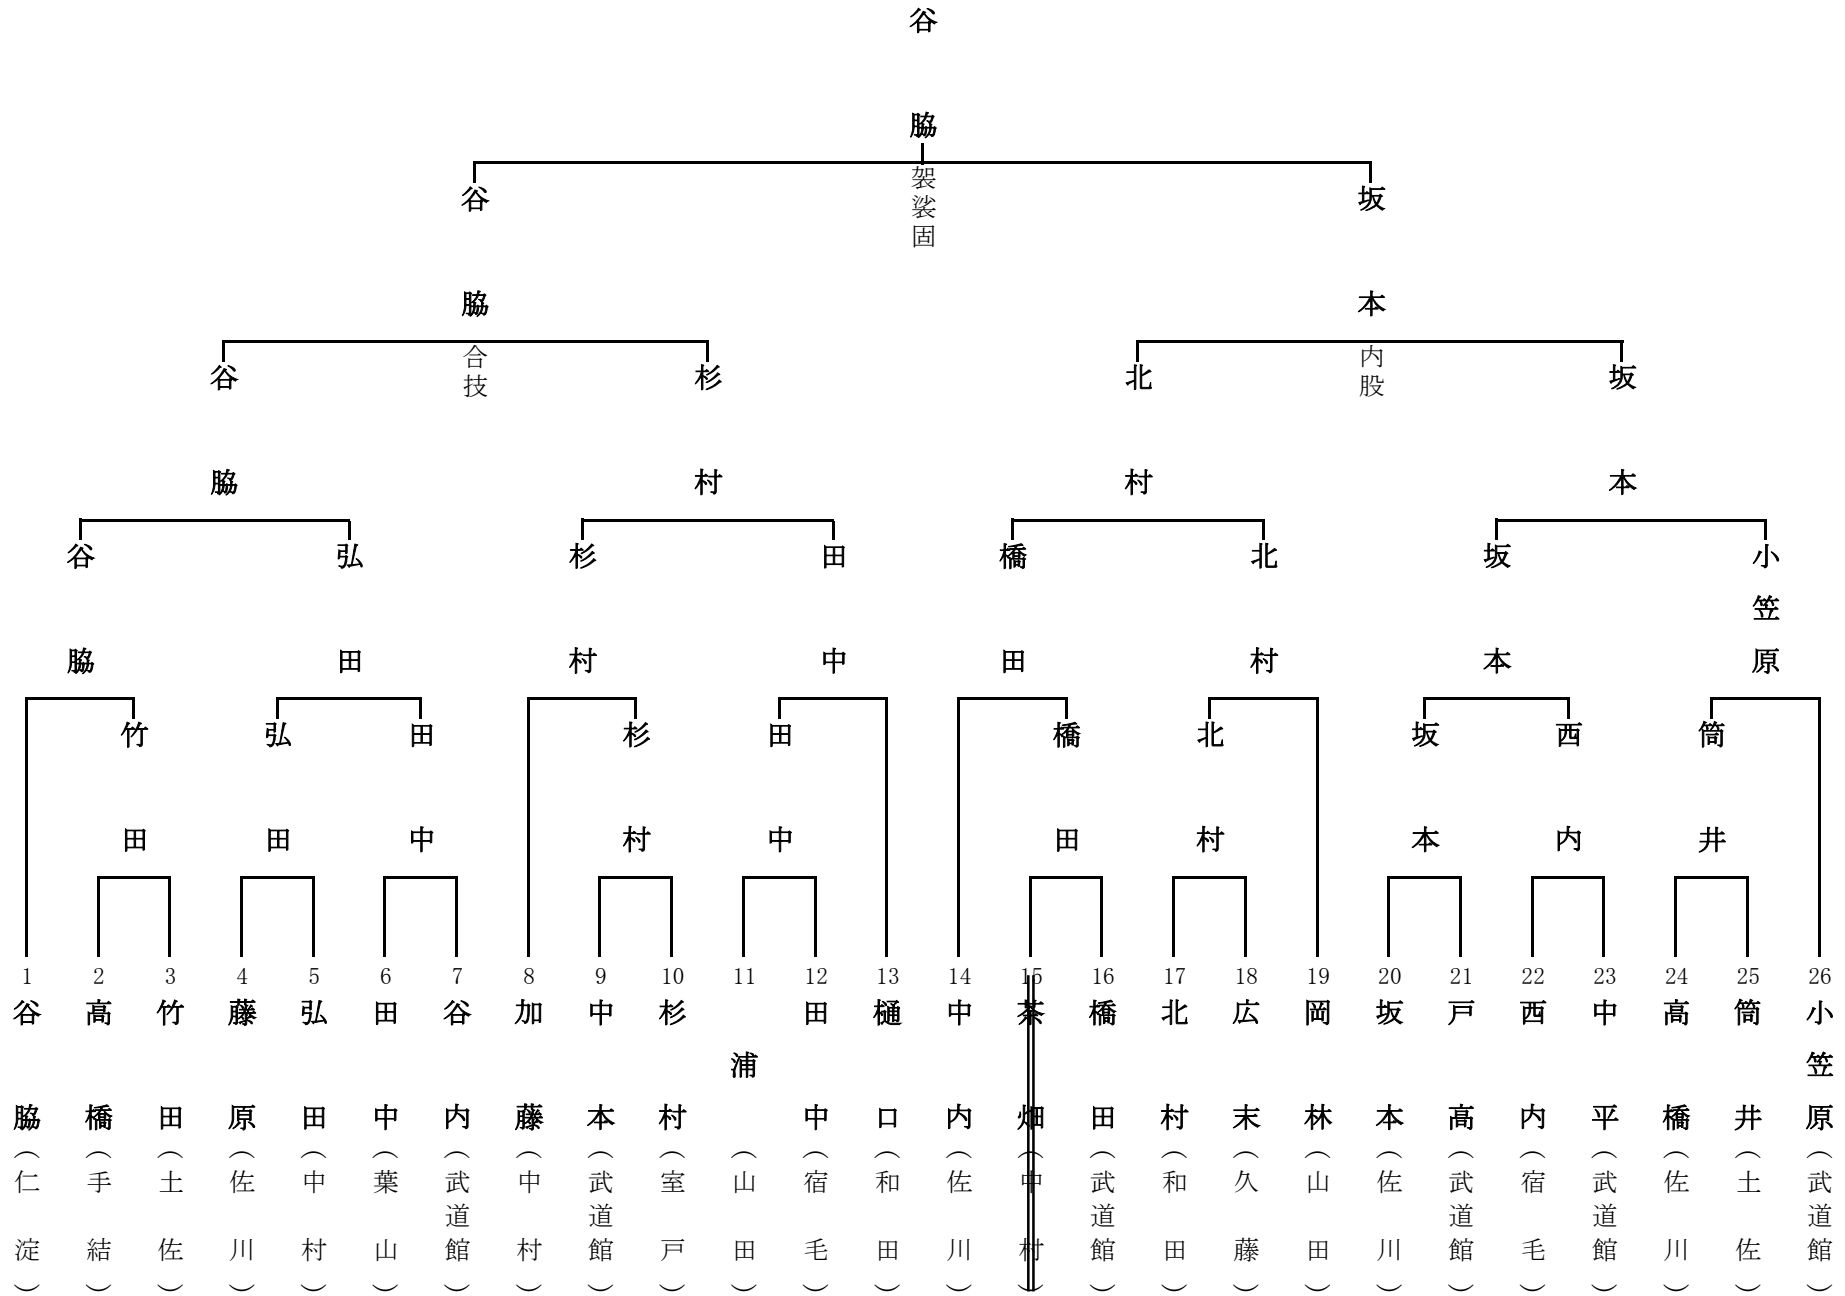 谷脇
袈裟固
谷脇
坂本
合技
内股
谷脇
杉村
北村
坂本
谷脇
弘田
杉村
田中
橋田
北村
坂本
小笠原
竹田
弘田
田中
杉村
田中
橋田
北村
坂本
西内
筒井
1 谷脇（仁淀）
2 高橋（手結）
3 竹田（土佐）
4 藤原（佐川）
5 弘田（中村）
6 田中（葉山）
7 谷内（武道館）
8 加藤（中村）
9 中本（武道館）
10 杉村（室戸）
11 浦（山田）
12 田中（宿毛）
13 樋口（和田）
14 中内（佐川）
15 茶畑（中村）
16 橋田（武道館）
17 北村（和田）
18 広末（久藤）
19 岡林（山田）
20 坂本（佐川）
21 戸高（武道館）
22 西内（宿毛）
23 中平（武道館）
24 高橋（佐川）
25 筒井（土佐）
26 小笠原（武道館）